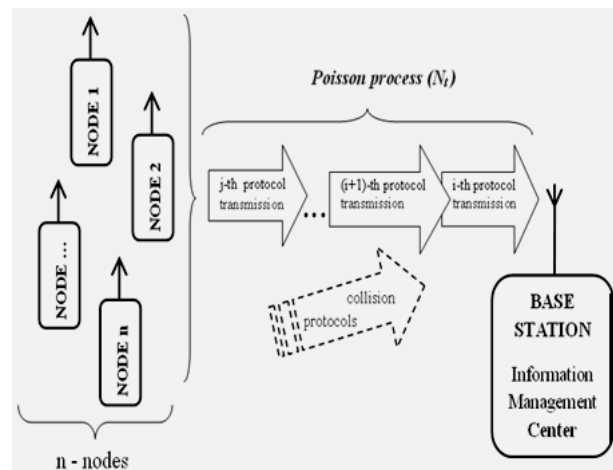 NODE 1
NODE 2
NODE ...
NODE n
n - nodes
Poisson process (Nt)
j-th protocol
transmission
...
(i+1)-th protocol
transmission
i-th protocol
transmission
collision
protocols
BASE
STATION
Information
Management
Center